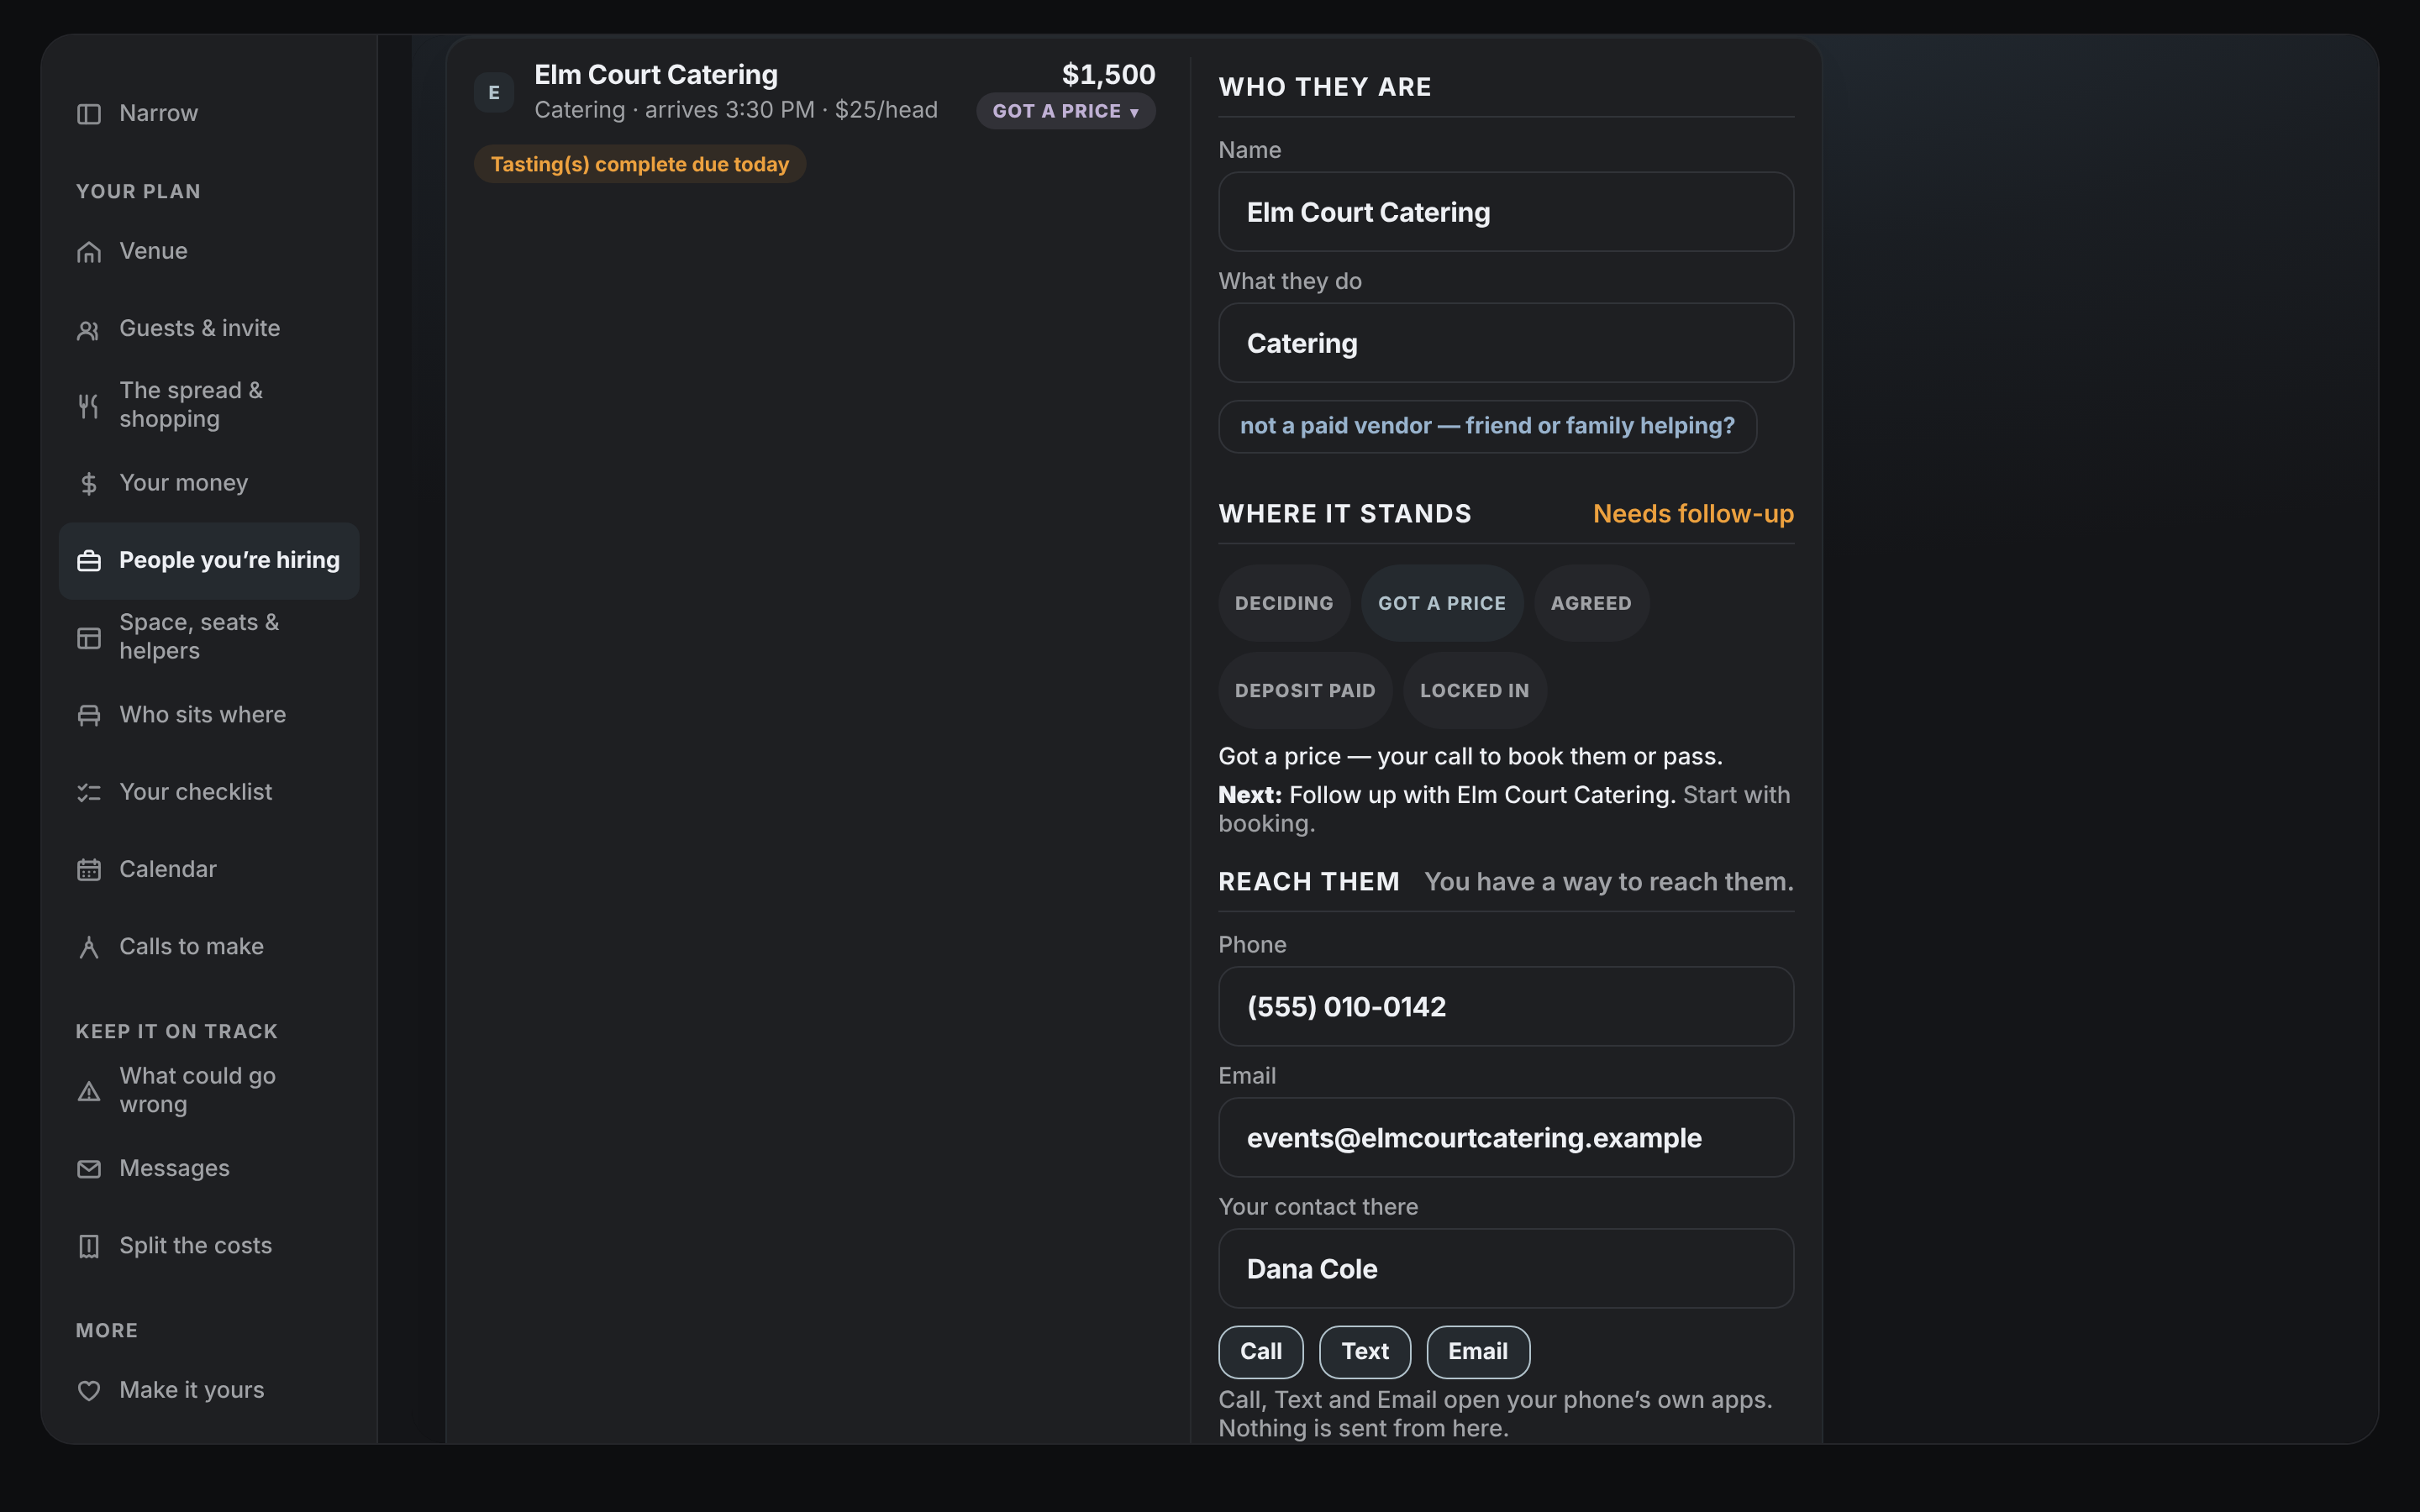 Narrow
YOUR PLAN
Venue
Guests & invite
The spread &
shopping
Your money
People you’re hiring
Space, seats &
helpers
Who sits where
Your checklist
Calendar
Calls to make
KEEP IT ON TRACK
What could go
wrong
Messages
Split the costs
MORE
Make it yours
E
Elm Court Catering
$1,500
Catering · arrives 3:30 PM · $25/head
GOT A PRICE ▾
Tasting(s) complete due today
WHO THEY ARE
Name
Elm Court Catering
What they do
Catering
not a paid vendor — friend or family helping?
WHERE IT STANDS
Needs follow-up
DECIDING
GOT A PRICE
AGREED
DEPOSIT PAID
LOCKED IN
Got a price — your call to book them or pass.
Next: Follow up with Elm Court Catering. Start with
booking.
REACH THEM
You have a way to reach them.
Phone
(555) 010-0142
Email
events@elmcourtcatering.example
Your contact there
Dana Cole
Call
Text
Email
Call, Text and Email open your phone’s own apps.
Nothing is sent from here.